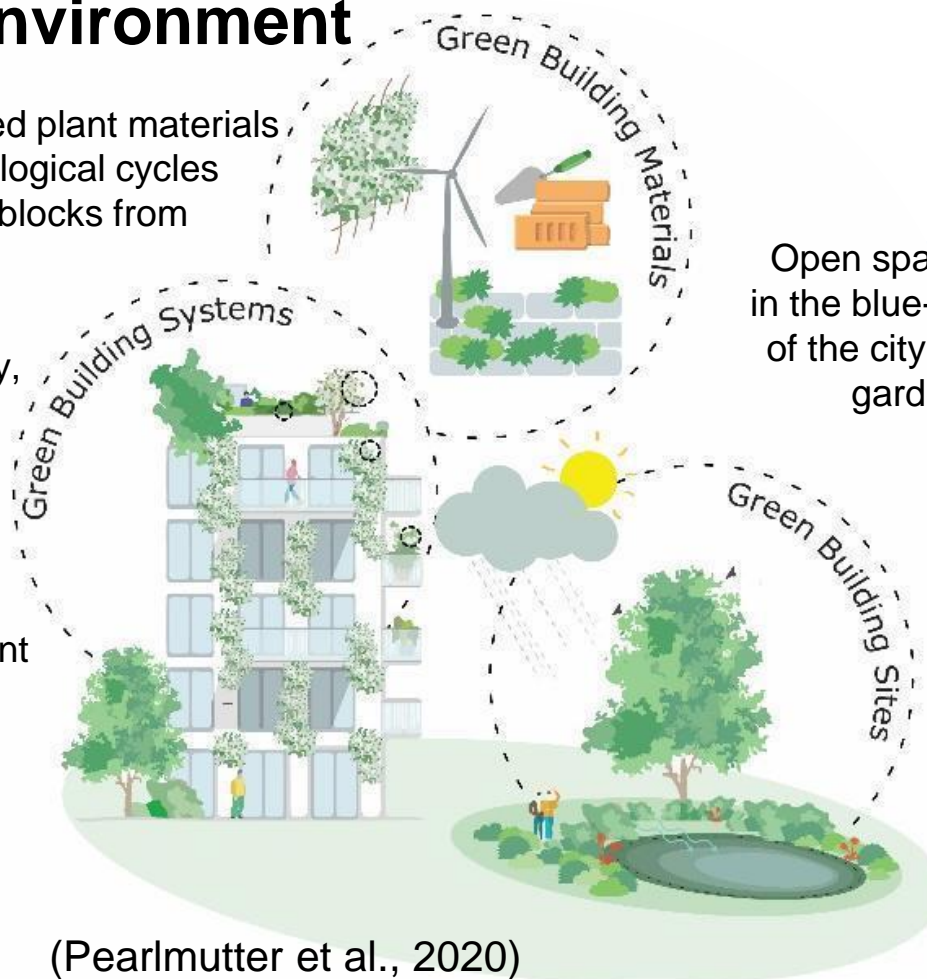 nvironment
ed plant materials
logical cycles
blocks from
Green Building Materials
Open spa
in the blue-
of the city
gard
Green Building Systems
y,
Green Building Sites
nt
(Pearlmutter et al., 2020)